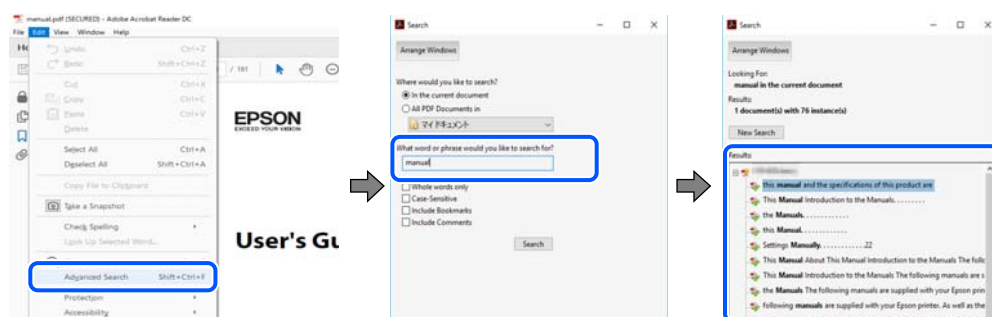 manual.pdf (SECURED) - Adobe Acrobat Reader DC
File Edit View Window Help
Undo Ctrl+Z
Redo Shift+Ctrl+Z
Cut Ctrl+X
Copy Ctrl+C
Paste Ctrl+V
Delete
Select All Ctrl+A
Deselect All Shift+Ctrl+A
Copy File to Clipboard
Take a Snapshot
Check Spelling
Look Up Selected Word...
Advanced Search Shift+Ctrl+F
Protection
Accessibility
/ 181
EPSON
EXCEED YOUR VISION
User's Gu
Search
Arrange Windows
Where would you like to search?
In the current document
All PDF Documents in
マイ ドキュメント
What word or phrase would you like to search for?
manual
Whole words only
Case-Sensitive
Include Bookmarks
Include Comments
Search
Search
Arrange Windows
Looking For:
manual in the current document
Results:
1 document(s) with 76 instance(s)
New Search
Results:
this manual and the specifications of this product are
This Manual Introduction to the Manuals. . . . . . . .
the Manuals. . . . . . . . . . . . .
this Manual. . . . . . . . . . . . .
Settings Manually. . . . . . . . . . . . .22
This Manual About This Manual Introduction to the Manuals The follo
This Manual Introduction to the Manuals The following manuals are s
the Manuals The following manuals are supplied with your Epson prin
following manuals are supplied with your Epson printer. As well as the